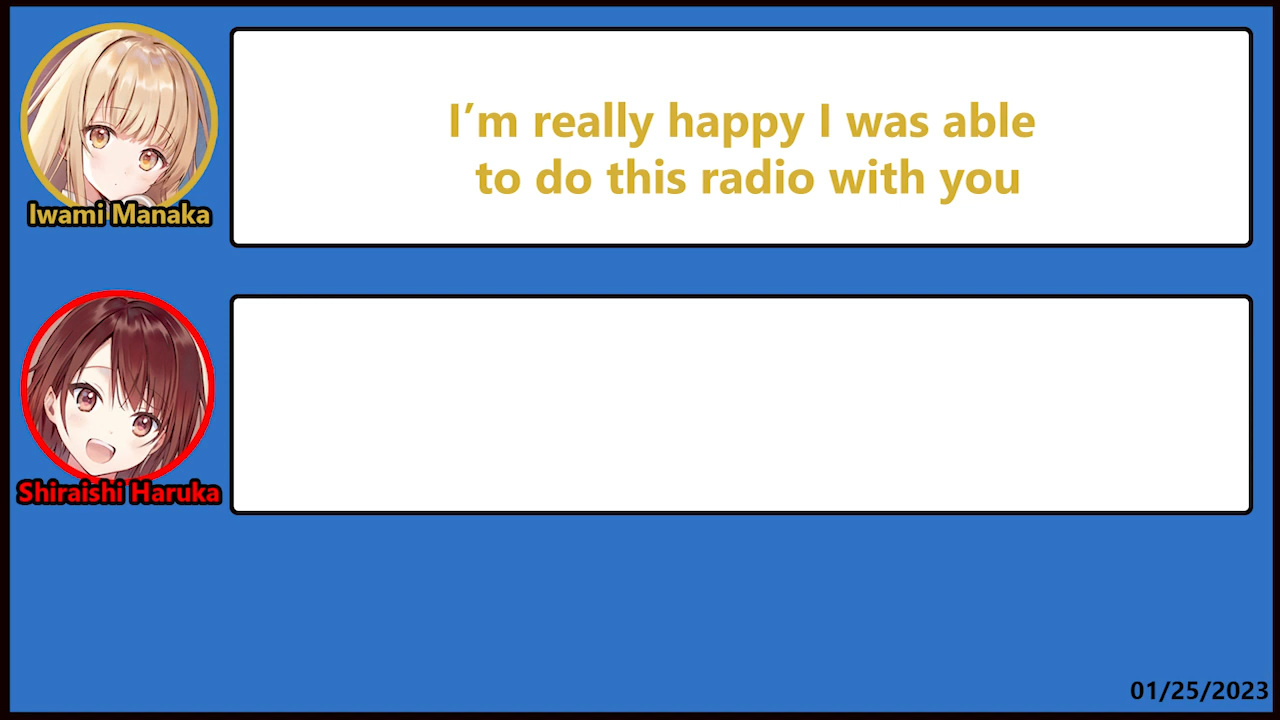 I’m really happy I was able
to do this radio with you
Iwami Manaka
Shiraishi Haruka
01/25/2023